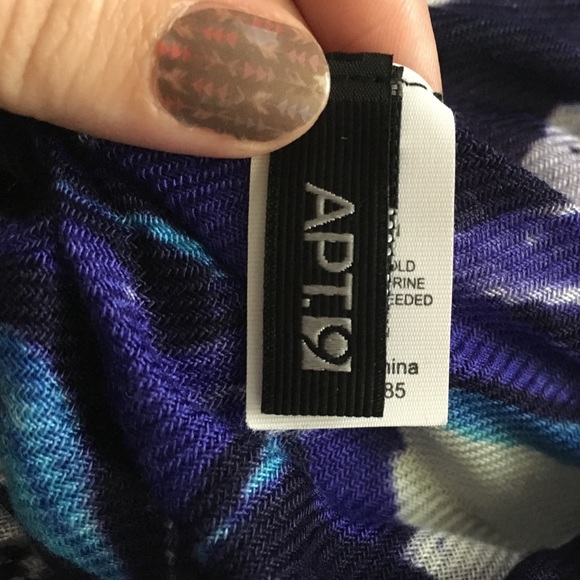 APT.9
OLD
RINE
EEDED
hina
85